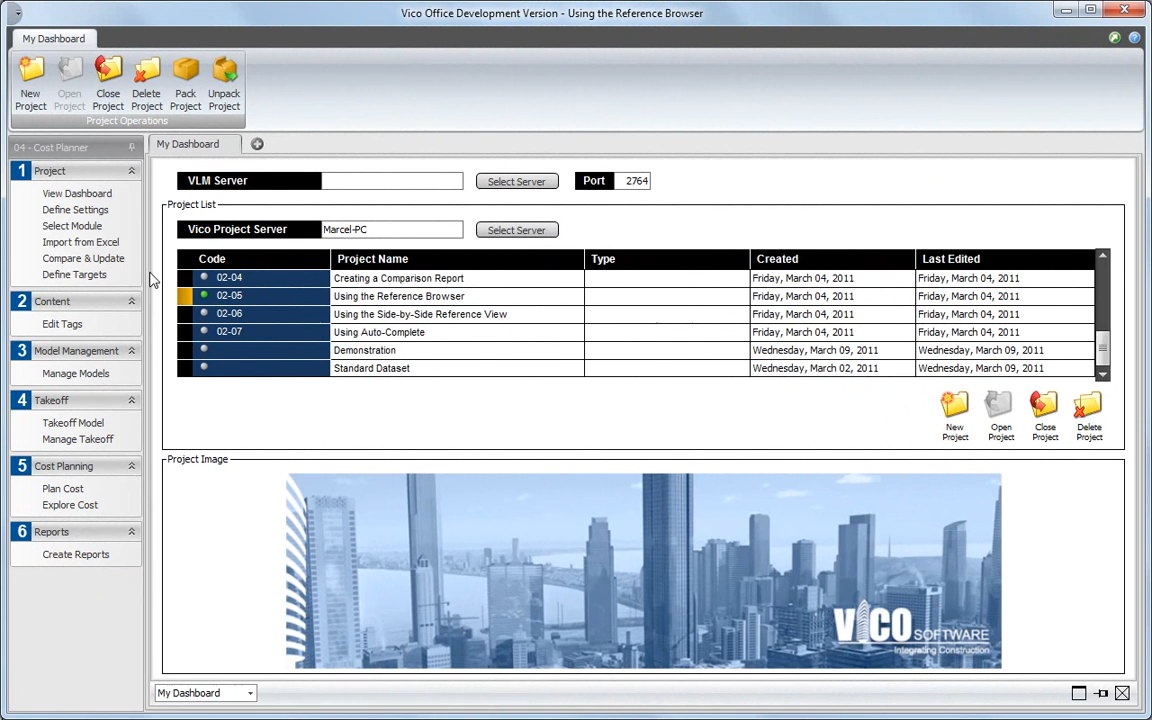 Vico Office Development Version - Using the Reference Browser
My Dashboard
New Project
Open Project
Close Project
Delete Project
Pack Project
Unpack Project
Project Operations
04 - Cost Planner
1 Project
View Dashboard
Define Settings
Select Module
Import from Excel
Compare & Update
Define Targets
2 Content
Edit Tags
3 Model Management
Manage Models
4 Takeoff
Takeoff Model
Manage Takeoff
5 Cost Planning
Plan Cost
Explore Cost
6 Reports
Create Reports
My Dashboard
VLM Server Select Server Port 2764
Project List
Vico Project Server Marcel-PC Select Server
Code Project Name Type Created Last Edited
02-04 Creating a Comparison Report Friday, March 04, 2011 Friday, March 04, 2011
02-05 Using the Reference Browser Friday, March 04, 2011 Friday, March 04, 2011
02-06 Using the Side-by-Side Reference View Friday, March 04, 2011 Friday, March 04, 2011
02-07 Using Auto-Complete Friday, March 04, 2011 Friday, March 04, 2011
Demonstration Wednesday, March 09, 2011 Wednesday, March 09, 2011
Standard Dataset Wednesday, March 02, 2011 Wednesday, March 09, 2011
New Project
Open Project
Close Project
Delete Project
Project Image
VICO SOFTWARE
Integrating Construction
My Dashboard